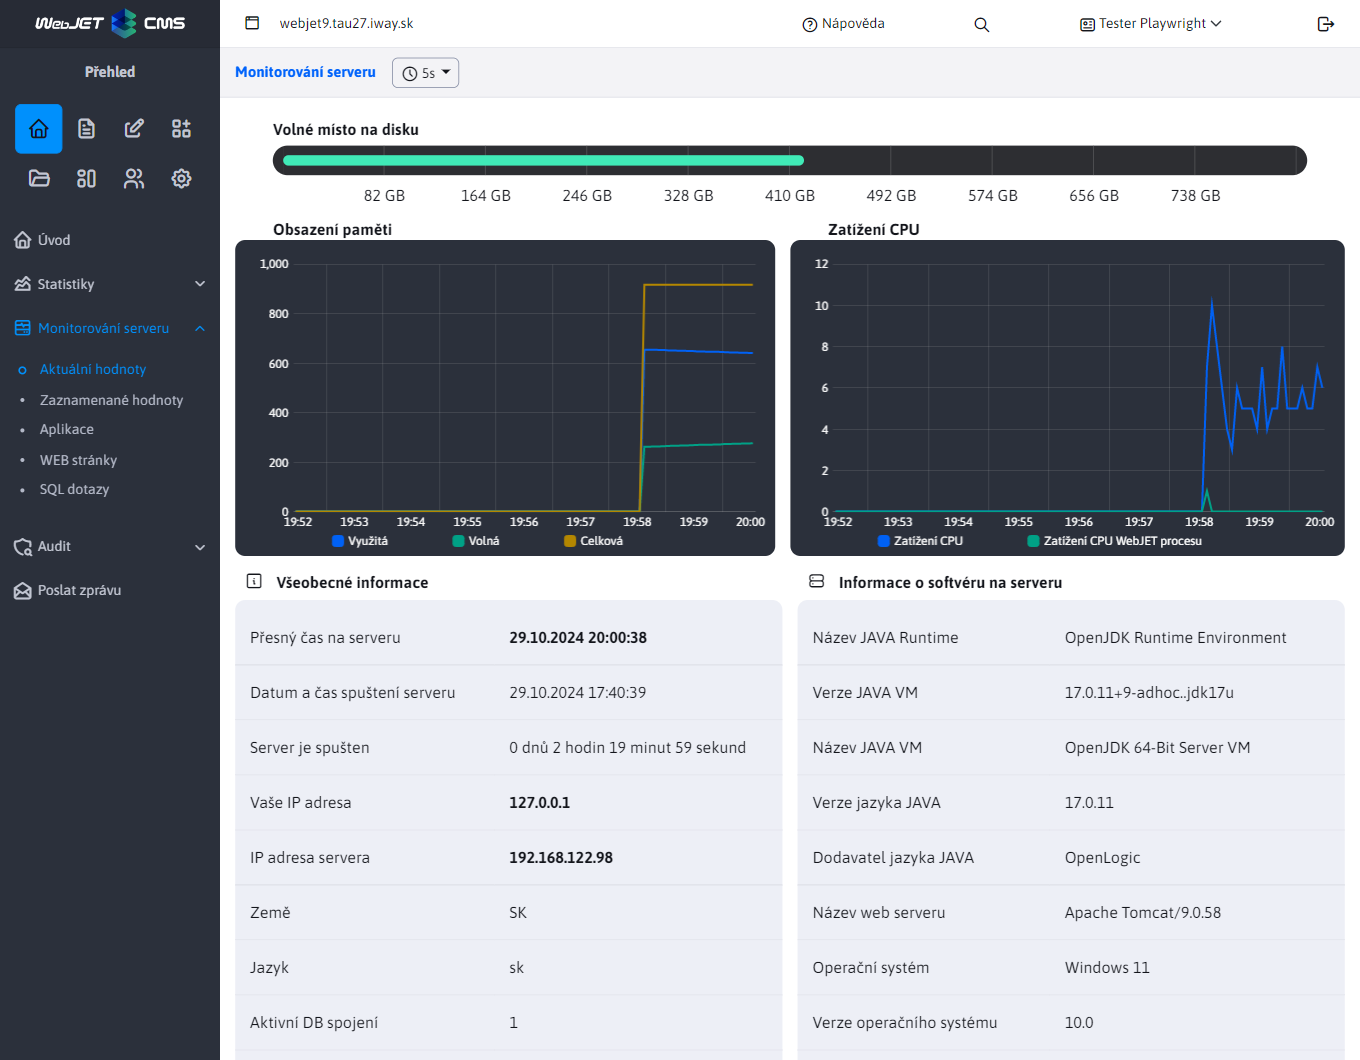 WebJET CMS
webjet9.tau27.iway.sk
Nápověda
Tester Playwright
Přehled
Úvod
Statistiky
Monitorování serveru
Aktuální hodnoty
Zaznamenané hodnoty
Aplikace
WEB stránky
SQL dotazy
Audit
Poslat zprávu
Monitorování serveru
5s
Volné místo na disku
82 GB 164 GB 246 GB 328 GB 410 GB 492 GB 574 GB 656 GB 738 GB
Obsazení paměti
1,000
800
600
400
200
0
19:52 19:53 19:54 19:55 19:56 19:57 19:58 19:59 20:00
Využitá Volná Celková
Zatížení CPU
12
10
8
6
4
2
0
19:52 19:53 19:54 19:55 19:56 19:57 19:58 19:59 20:00
Zatížení CPU Zatížení CPU WebJET procesu
Všeobecné informace
Přesný čas na serveru 29.10.2024 20:00:38
Datum a čas spuštení serveru 29.10.2024 17:40:39
Server je spušten 0 dnů 2 hodin 19 minut 59 sekund
Vaše IP adresa 127.0.0.1
IP adresa servera 192.168.122.98
Země SK
Jazyk sk
Aktivní DB spojení 1
Informace o softvéru na serveru
Název JAVA Runtime OpenJDK Runtime Environment
Verze JAVA VM 17.0.11+9-adhoc..jdk17u
Název JAVA VM OpenJDK 64-Bit Server VM
Verze jazyka JAVA 17.0.11
Dodavatel jazyka JAVA OpenLogic
Název web serveru Apache Tomcat/9.0.58
Operační systém Windows 11
Verze operačního systému 10.0